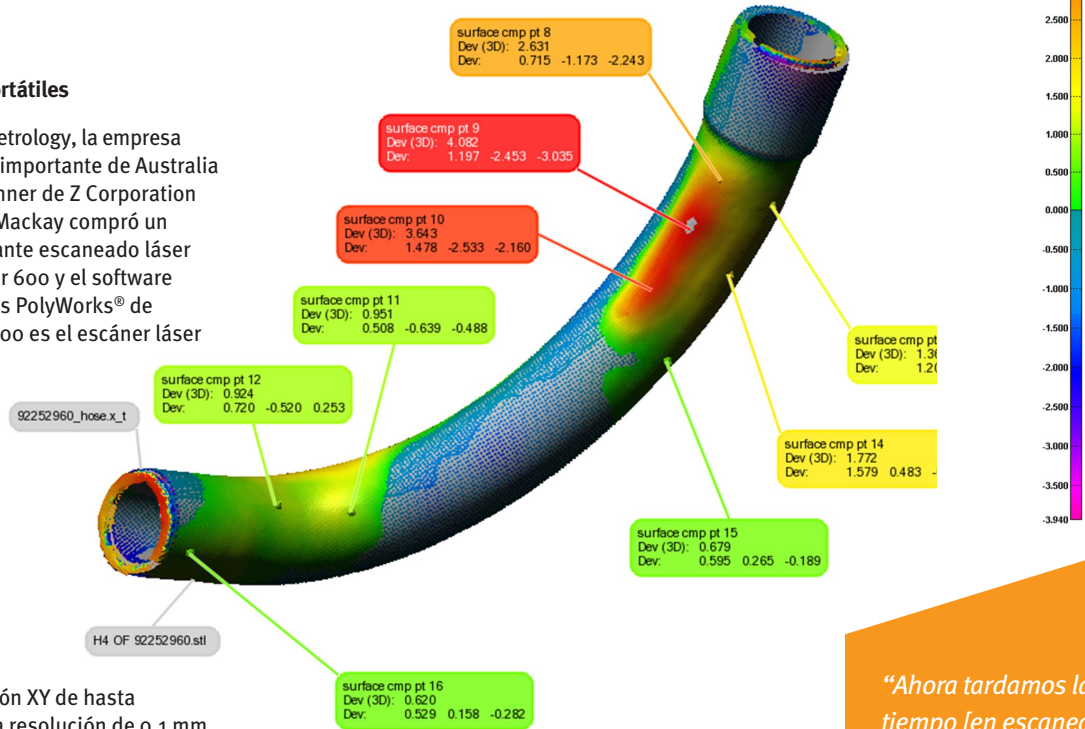 etrology, la empresa
importante de Australia
nner de Z Corporation
Mackay compró un
ante escaneado láser
r 600 y el software
s PolyWorks® de
00 es el escáner láser
surface cmp pt 8
Dev (3D): 2.631
Dev: 0.715 -1.173 -2.243
surface cmp pt 9
Dev (3D): 4.082
Dev: 1.197 -2.453 -3.035
surface cmp pt 10
Dev (3D): 3.643
Dev: 1.478 -2.533 -2.160
surface cmp pt 11
Dev (3D): 0.951
Dev: 0.508 -0.639 -0.488
surface cmp pt 12
Dev (3D): 0.924
Dev: 0.720 -0.520 0.253
92252960_hose.x_t
surface cmp pt
Dev (3D): 1.3
Dev: 1.20
surface cmp pt 14
Dev (3D): 1.772
Dev: 1.579 0.483
surface cmp pt 15
Dev (3D): 0.679
Dev: 0.595 0.265 -0.189
H4 OF 92252960.stl
surface cmp pt 16
Dev (3D): 0.620
Dev: 0.529 0.158 -0.282
2.500
2.000
1.500
1.000
0.500
0.000
-0.500
-1.000
-1.500
-2.000
-2.500
-3.000
-3.500
-3.940
ón XY de hasta
resolución de 0,1 mm
“Ahora tardamos la
tiempo [en escanea